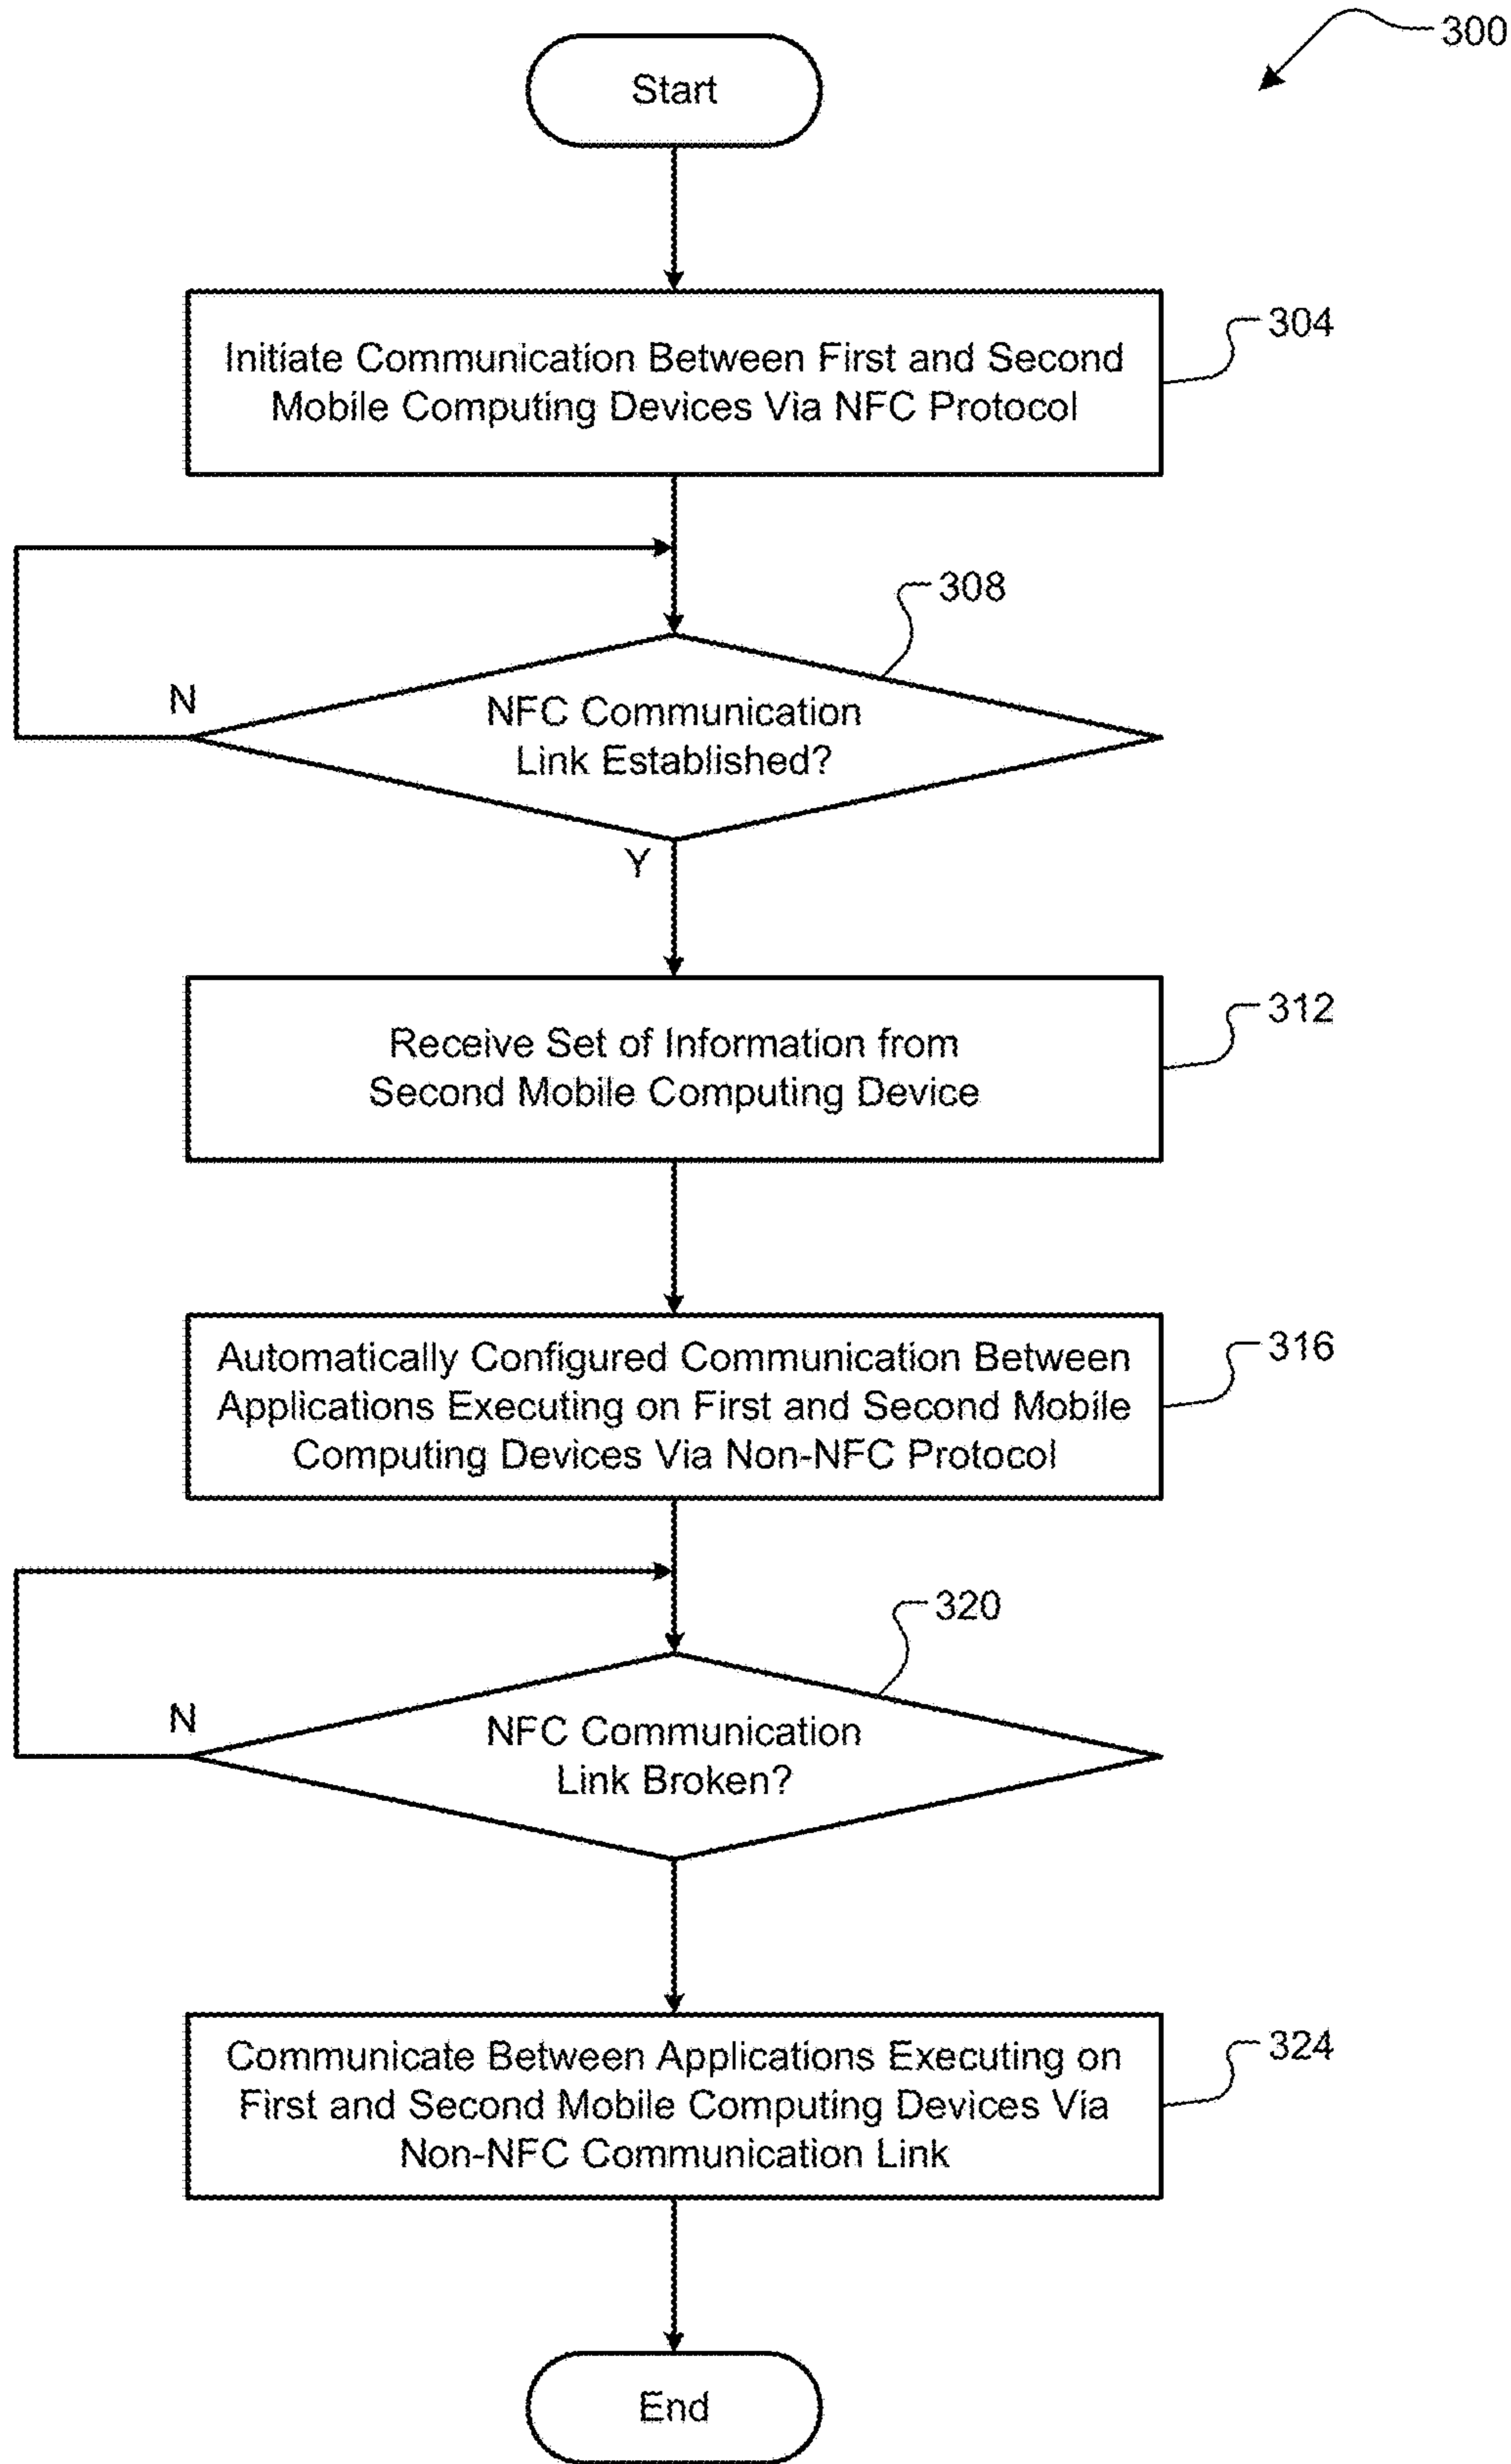 300
Start
Initiate Communication Between First and Second
Mobile Computing Devices Via NFC Protocol
304
308
N
NFC Communication
Link Established?
Y
Receive Set of Information from
Second Mobile Computing Device
312
Automatically Configured Communication Between
Applications Executing on First and Second Mobile
Computing Devices Via Non-NFC Protocol
316
320
N
NFC Communication
Link Broken?
Communicate Between Applications Executing on
First and Second Mobile Computing Devices Via
Non-NFC Communication Link
324
End